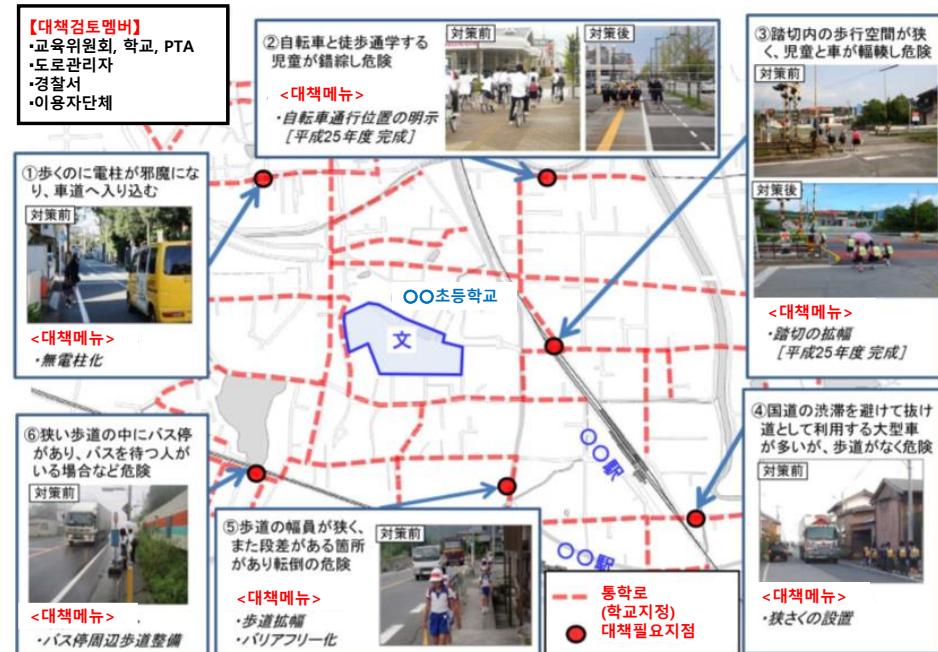 【대책검토멤버】
▪교육위원회, 학교, PTA
▪도로관리자
▪경찰서
▪이용자단체
②自転車と徒歩通学する
児童が錯綜し危険
<대책메뉴>
・自転車通行位置の明示
[平成25年度 完成]
対策前
対策後
③踏切内の歩行空間が狭
く、児童と車が輻輳し危険
対策前
対策後
<대책메뉴>
・踏切の拡幅
[平成25年度 完成]
①歩くのに電柱が邪魔にな
り、車道へ入り込む
対策前
<대책메뉴>
・無電柱化
〇〇초등학교
文
〇〇駅
〇〇駅
④国道の渋滞を避けて抜け
道として利用する大型車
が多いが、歩道がなく危険
対策前
<대책메뉴>
・狭さくの設置
⑥狭い歩道の中にバス停
があり、バスを待つ人が
いる場合など危険
対策前
<대책메뉴>
・バス停周辺歩道整備
⑤歩道の幅員が狭く、
また段差がある箇所
があり転倒の危険
<대책메뉴>
・歩道拡幅
・バリアフリー化
対策前
통학로
(학교지정)
대책필요지점